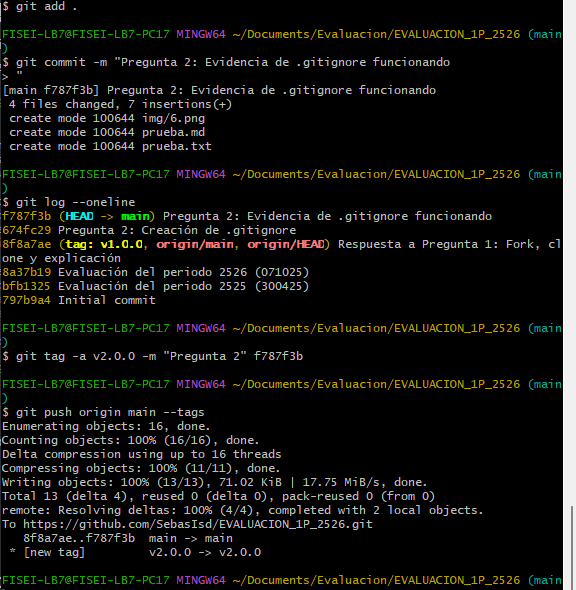 $ git add .
FISEI-LB7@FISEI-LB7-PC17 MINGW64 ~/Documents/Evaluacion/EVALUACION_1P_2526 (main
)
$ git commit -m "Pregunta 2: Evidencia de .gitignore funcionando
> "
[main f787f3b] Pregunta 2: Evidencia de .gitignore funcionando
 4 files changed, 7 insertions(+)
 create mode 100644 img/6.png
 create mode 100644 prueba.md
 create mode 100644 prueba.txt
FISEI-LB7@FISEI-LB7-PC17 MINGW64 ~/Documents/Evaluacion/EVALUACION_1P_2526 (main
)
$ git log --oneline
f787f3b (HEAD -> main) Pregunta 2: Evidencia de .gitignore funcionando
674fc29 Pregunta 2: Creación de .gitignore
8f8a7ae (tag: v1.0.0, origin/main, origin/HEAD) Respuesta a Pregunta 1: Fork, cl
one y explicación
8a37b19 Evaluación del periodo 2526 (071025)
bfb1325 Evaluación del periodo 2525 (300425)
797b9a4 Initial commit
FISEI-LB7@FISEI-LB7-PC17 MINGW64 ~/Documents/Evaluacion/EVALUACION_1P_2526 (main
)
$ git tag -a v2.0.0 -m "Pregunta 2" f787f3b
FISEI-LB7@FISEI-LB7-PC17 MINGW64 ~/Documents/Evaluacion/EVALUACION_1P_2526 (main
)
$ git push origin main --tags
Enumerating objects: 16, done.
Counting objects: 100% (16/16), done.
Delta compression using up to 16 threads
Compressing objects: 100% (11/11), done.
Writing objects: 100% (13/13), 71.02 KiB | 17.75 MiB/s, done.
Total 13 (delta 4), reused 0 (delta 0), pack-reused 0 (from 0)
remote: Resolving deltas: 100% (4/4), completed with 2 local objects.
To https://github.com/SebasIsd/EVALUACION_1P_2526.git
   8f8a7ae..f787f3b  main -> main
 * [new tag]         v2.0.0 -> v2.0.0
FISEI-LB7@FISEI-LB7-PC17 MINGW64 ~/Documents/Evaluacion/EVALUACION_1P_2526 (main